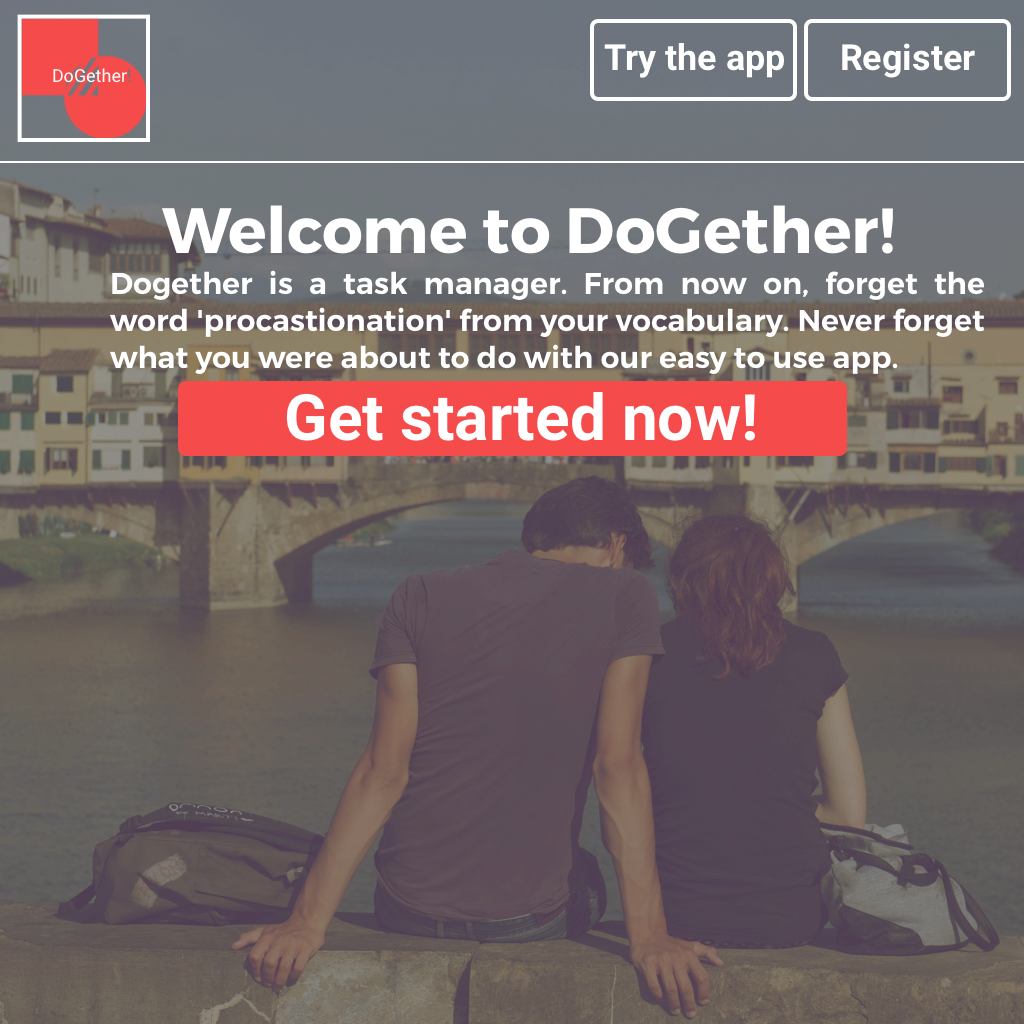 DoGether
Try the app
Register
Welcome to DoGether!
Dogether is a task manager. From now on, forget the
word 'procastionation' from your vocabulary. Never forget
what you were about to do with our easy to use app.
Get started now!